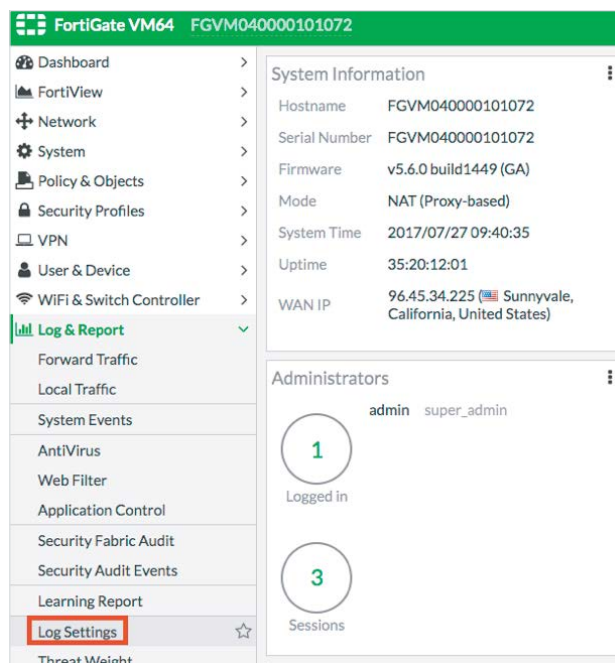 FortiGate VM64 FGVM040000101072
Dashboard
FortiView
Network
System
Policy & Objects
Security Profiles
VPN
User & Device
WiFi & Switch Controller
Log & Report
Forward Traffic
Local Traffic
System Events
AntiVirus
Web Filter
Application Control
Security Fabric Audit
Security Audit Events
Learning Report
Log Settings
Threat Weight
System Information
Hostname FGVM040000101072
Serial Number FGVM040000101072
Firmware v5.6.0 build1449 (GA)
Mode NAT (Proxy-based)
System Time 2017/07/27 09:40:35
Uptime 35:20:12:01
WAN IP 96.45.34.225 (Sunnyvale,
California, United States)
Administrators
admin super_admin
1
Logged in
3
Sessions